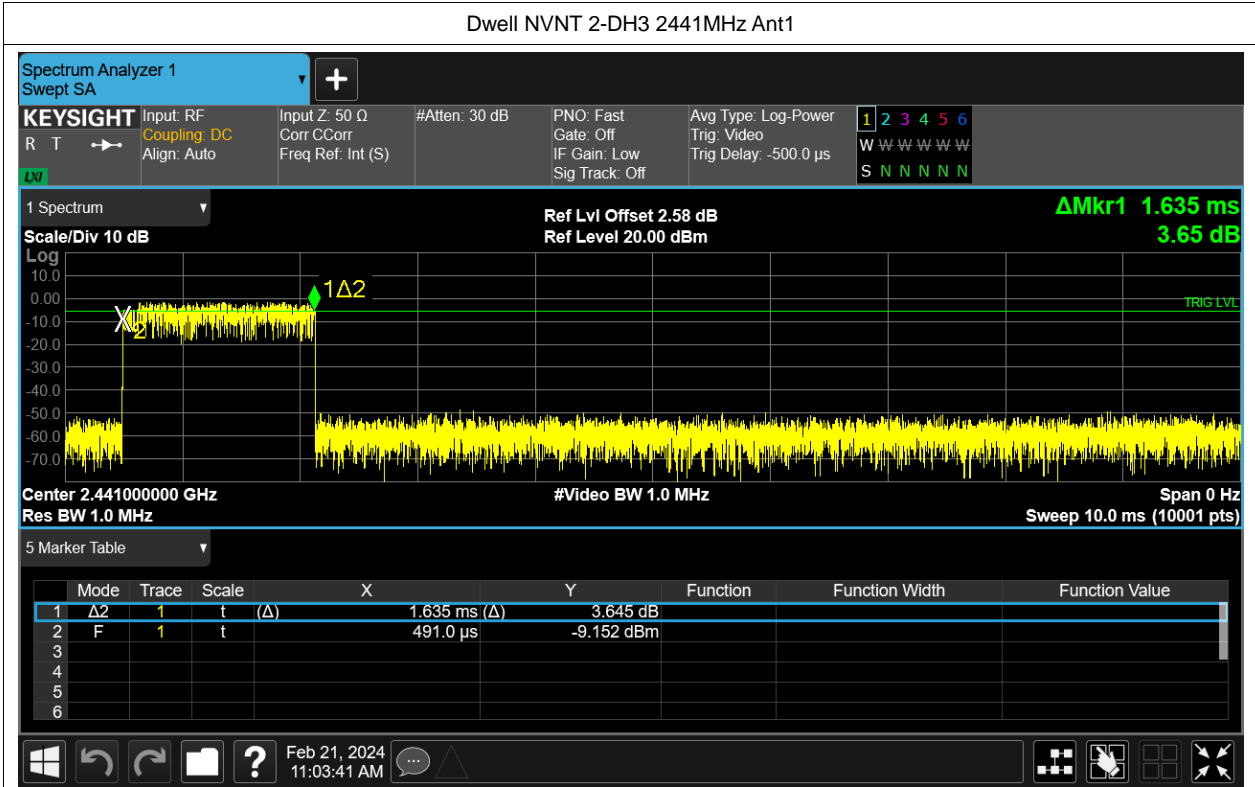 Dwell NVNT 2-DH3 2441MHz Ant1
Spectrum Analyzer 1
Swept SA
KEYSIGHT Input: RF Input Z: 50 Ω #Atten: 30 dB PNO: Fast Avg Type: Log-Power 1 2 3 4 5 6
R T Coupling: DC Corr CCorr Gate: Off Trig: Video W W W W W W
Align: Auto Freq Ref: Int (S) IF Gain: Low Trig Delay: -500.0 µs
LXI Sig Track: Off S N N N N N
1 Spectrum Ref Lvl Offset 2.58 dB ΔMkr1 1.635 ms
Scale/Div 10 dB Ref Level 20.00 dBm 3.65 dB
Log
10.0
1Δ2
0.00
TRIG LVL
-10.0
2
-20.0
-30.0
-40.0
-50.0
-60.0
-70.0
Center 2.441000000 GHz #Video BW 1.0 MHz Span 0 Hz
Res BW 1.0 MHz Sweep 10.0 ms (10001 pts)
5 Marker Table
Mode Trace Scale X Y Function Function Width Function Value
1 Δ2 1 t (Δ) 1.635 ms (Δ) 3.645 dB
2 F 1 t 491.0 µs -9.152 dBm
3
4
5
6
? Feb 21, 2024
11:03:41 AM